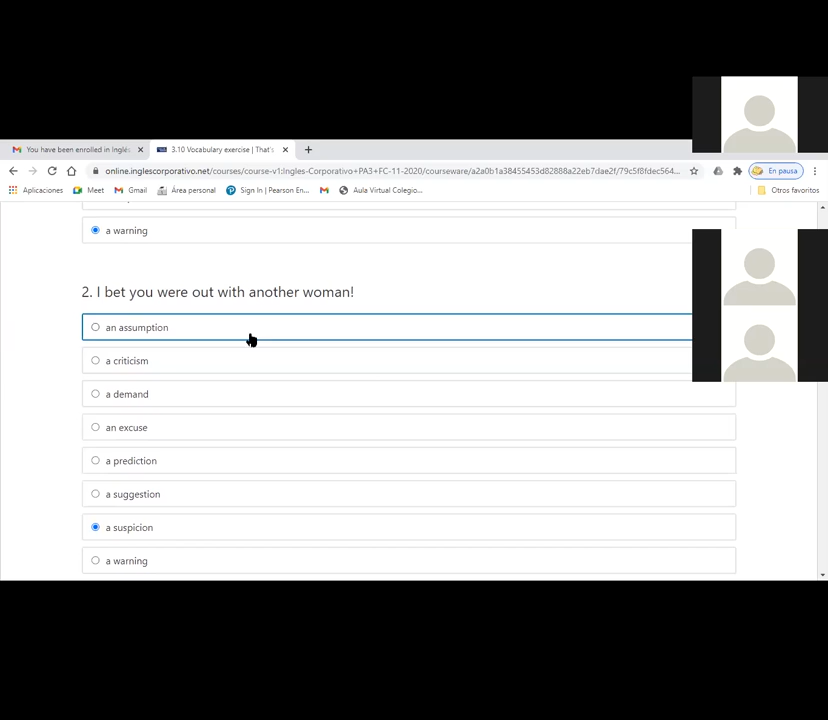 You have been enrolled in Inglés
3.10 Vocabulary exercise | That's
online.inglescorporativo.net/courses/course-v1:Ingles-Corporativo+PA3+FC-11-2020/courseware/a2a0b1a38455453d82888a22eb7dae2f/79c5f8fdec564...
En pausa
Aplicaciones Meet Gmail Área personal Sign In | Pearson En... Aula Virtual Colegio... Otros favoritos
a warning
2. I bet you were out with another woman!
an assumption
a criticism
a demand
an excuse
a prediction
a suggestion
a suspicion
a warning